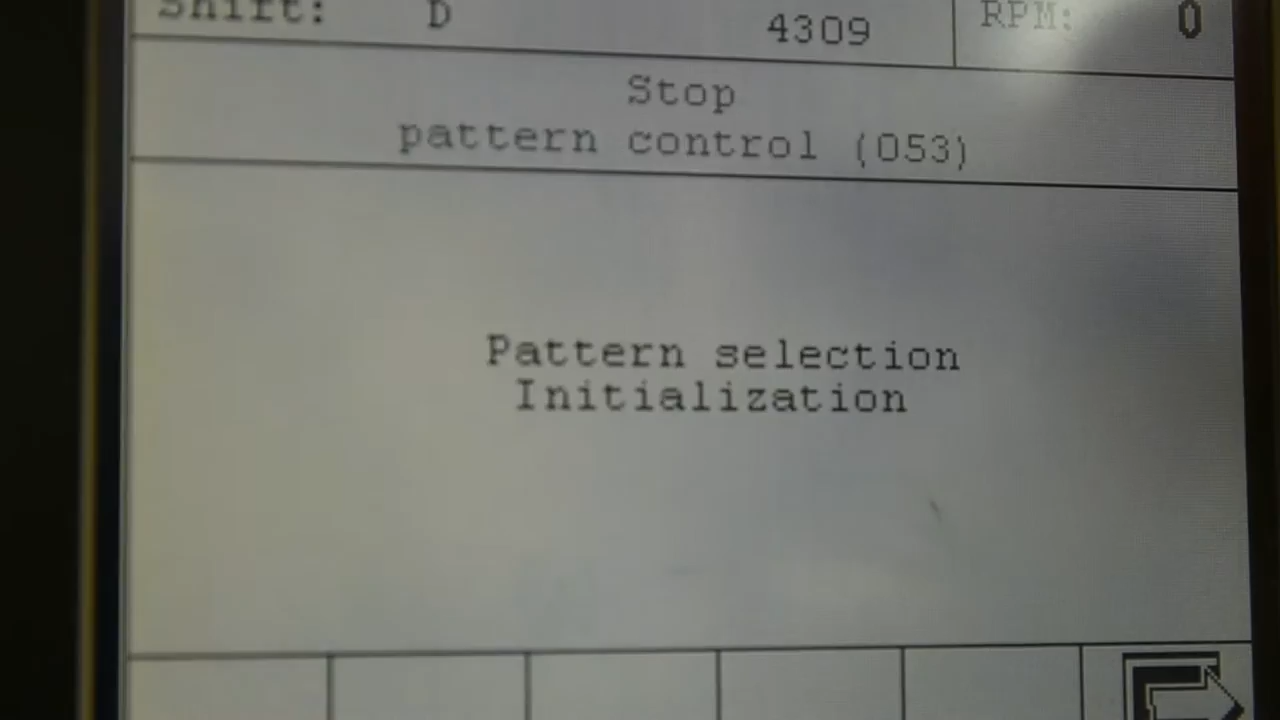 Shift: D 4309 RPM: 0
Stop
pattern control (053)
Pattern selection
Initialization